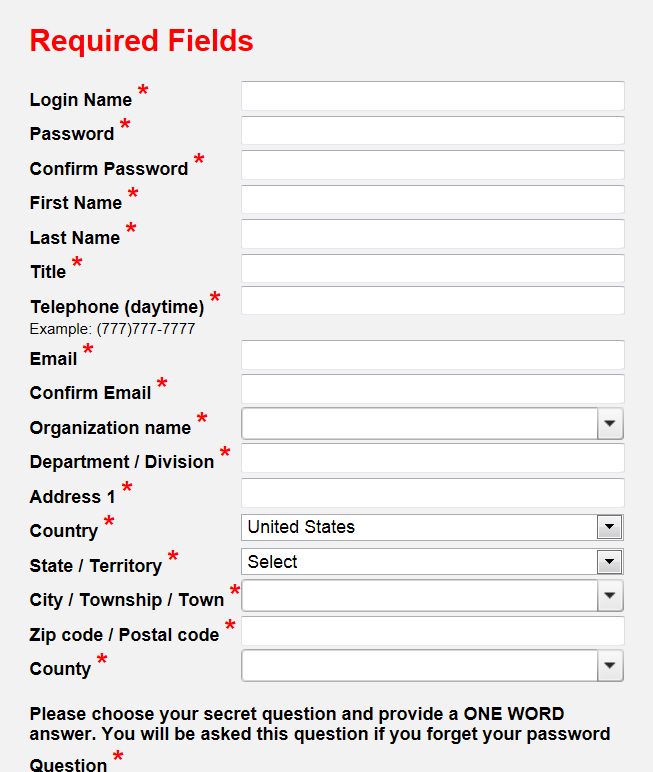 Required Fields
Login Name *
Password *
Confirm Password *
First Name *
Last Name *
Title *
Telephone (daytime) *
Example: (777)777-7777
Email *
Confirm Email *
Organization name *
Department / Division *
Address 1 *
Country * United States
State / Territory * Select
City / Township / Town *
Zip code / Postal code *
County *
Please choose your secret question and provide a ONE WORD
answer. You will be asked this question if you forget your password
Question *